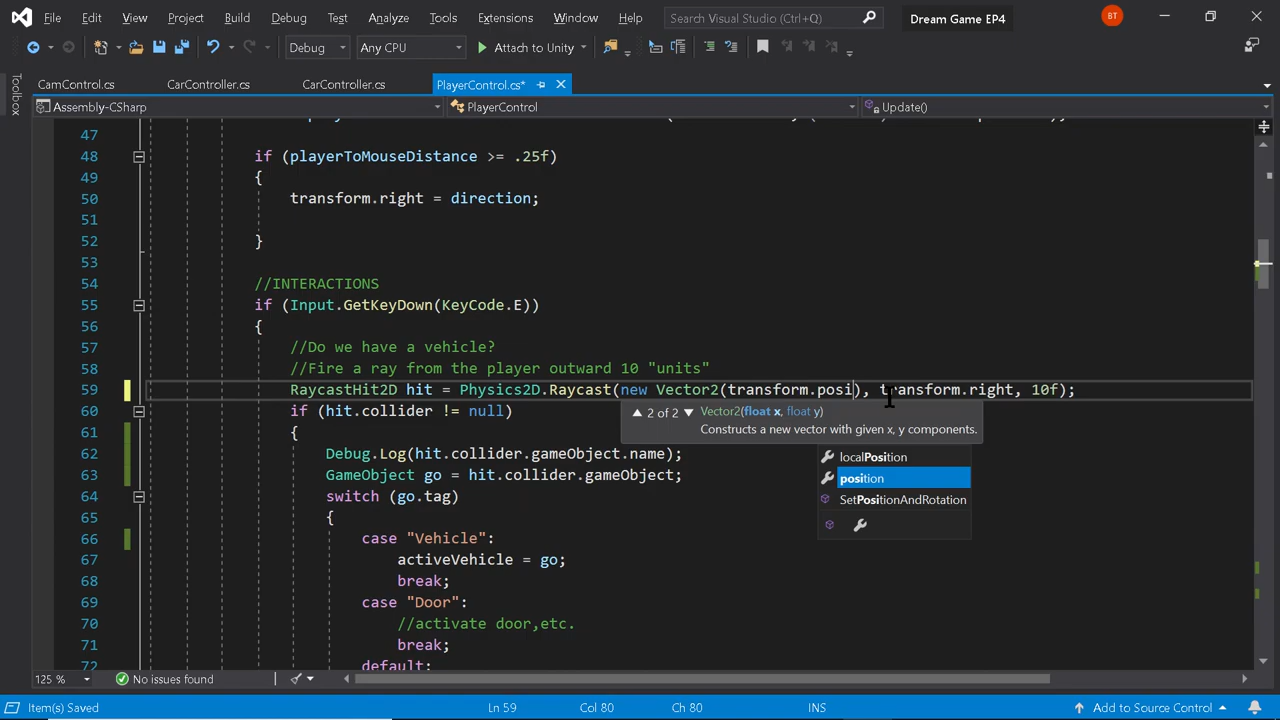 File Edit View Project Build Debug Test Analyze Tools Extensions Window Help Search Visual Studio (Ctrl+Q) Dream Game EP4 BT
Debug Any CPU Attach to Unity
Toolbox
CamControl.cs CarController.cs CarController.cs PlayerControl.cs*
Assembly-CSharp PlayerControl Update()
47
48 if (playerToMouseDistance >= .25f)
49 {
50 transform.right = direction;
51
52 }
53
54 //INTERACTIONS
55 if (Input.GetKeyDown(KeyCode.E))
56 {
57 //Do we have a vehicle?
58 //Fire a ray from the player outward 10 "units"
59 RaycastHit2D hit = Physics2D.Raycast(new Vector2(transform.posi), transform.right, 10f);
60 if (hit.collider != null)
2 of 2 Vector2(float x, float y)
Constructs a new vector with given x, y components.
61 {
62 Debug.Log(hit.collider.gameObject.name);
localPosition
63 GameObject go = hit.collider.gameObject;
position
64 switch (go.tag)
SetPositionAndRotation
65 {
66 case "Vehicle":
67 activeVehicle = go;
68 break;
69 case "Door":
70 //activate door,etc.
71 break;
72 default:
125 % No issues found Ln 59 Col 80 Ch 80 INS
Item(s) Saved Add to Source Control